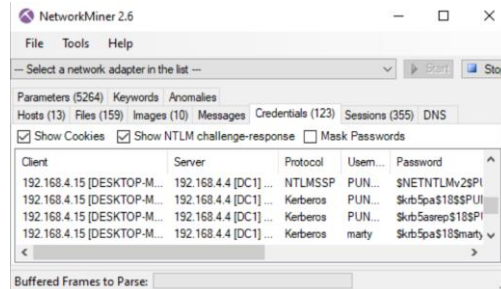 NetworkMiner 2.6
File Tools Help
--- Select a network adapter in the list ---
Start
Sto
Parameters (5264) Keywords Anomalies
Hosts (13) Files (159) Images (10) Messages Credentials (123) Sessions (355) DNS
Show Cookies Show NTLM challenge-response Mask Passwords
Client Server Protocol Usern... Password
192.168.4.15 [DESKTOP-M... 192.168.4.4 [DC1] ... NTLMSSP PUN... $NETNTLMv2$PU
192.168.4.15 [DESKTOP-M... 192.168.4.4 [DC1] ... Kerberos PUN... $krb5pa$18$$PUI
192.168.4.15 [DESKTOP-M... 192.168.4.4 [DC1] ... Kerberos PUN... $krb5asrep$18$PU
192.168.4.15 [DESKTOP-M... 192.168.4.4 [DC1] ... Kerberos marty $krb5pa$18$marty
Buffered Frames to Parse: